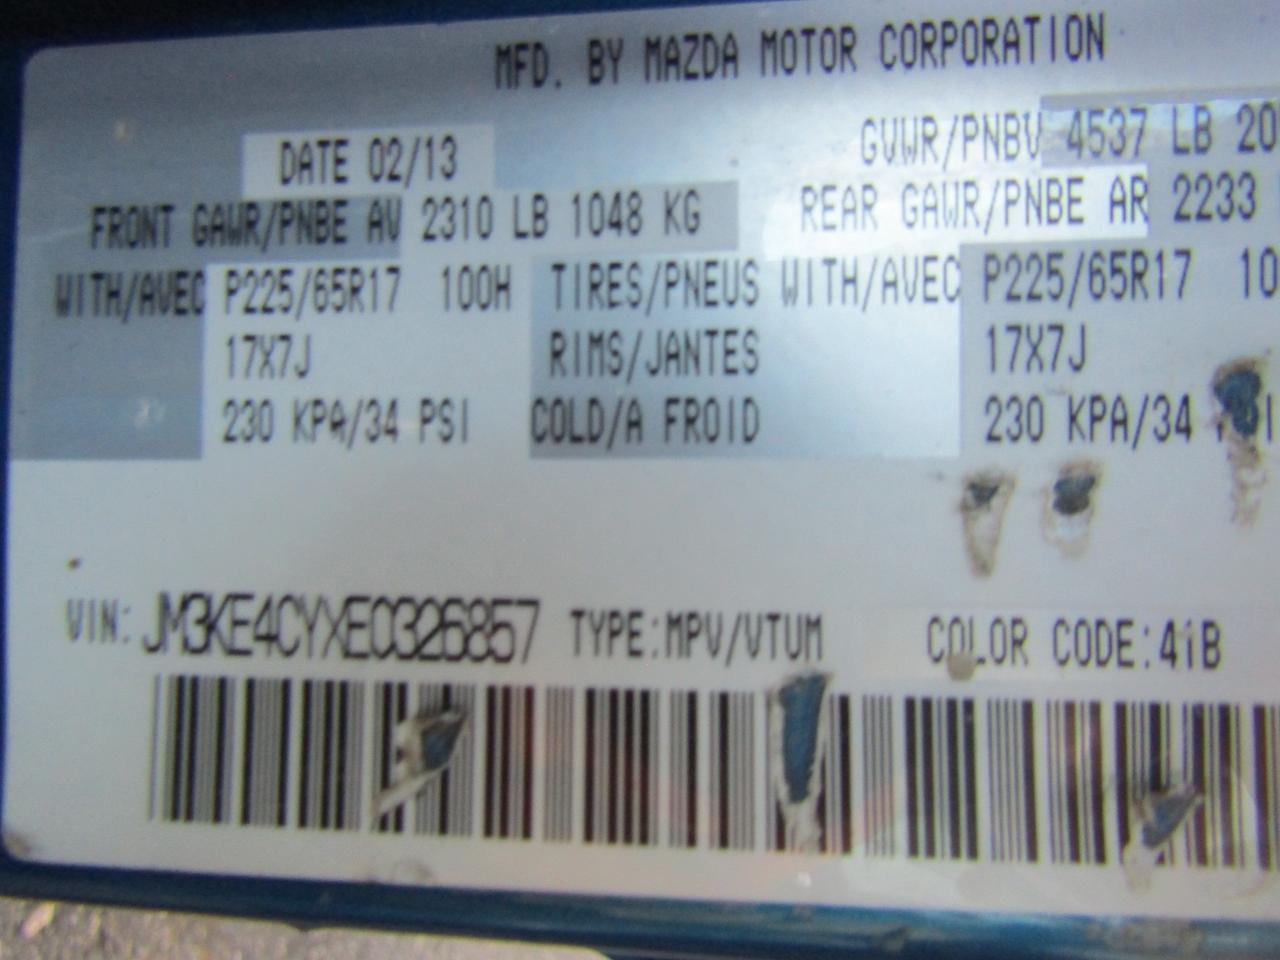 MFD. BY MAZDA MOTOR CORPORATION
DATE 02/13 GVWR/PNBV 4537 LB 20
FRONT GAWR/PNBE AV 2310 LB 1048 KG REAR GAWR/PNBE AR 2233
WITH/AVEC P225/65R17 100H TIRES/PNEUS WITH/AVEC P225/65R17 10
17X7J RIMS/JANTES 17X7J
230 KPA/34 PSI COLD/A FROID 230 KPA/34
VIN: JM3KE4CYXE0326857 TYPE:MPV/VTUM COLOR CODE:41B